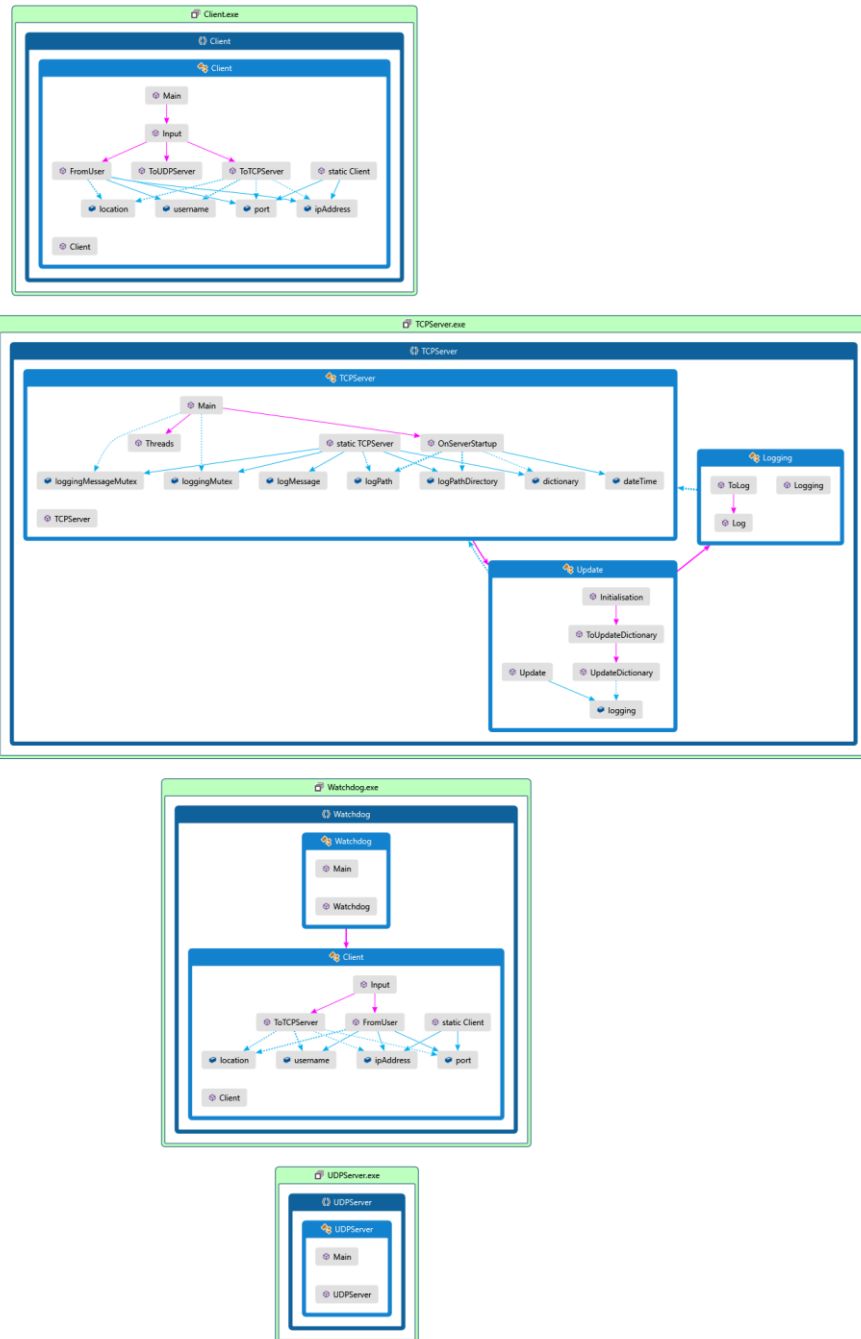 Client.exe
Client
Client
Main
Input
FromUser ToUDPServer ToTCPServer static Client
location username port ipAddress
Client
TCPServer.exe
TCPServer
TCPServer
Main
Threads static TCPServer OnServerStartup
loggingMessageMutex loggingMutex logMessage logPath logPathDirectory dictionary dateTime
TCPServer
Logging
ToLog Logging
Log
Update
Initialisation
ToUpdateDictionary
Update UpdateDictionary
logging
Watchdog.exe
Watchdog
Watchdog
Main
Watchdog
Client
Input
ToTCPServer FromUser static Client
location username ipAddress port
Client
UDPServer.exe
UDPServer
UDPServer
Main
UDPServer